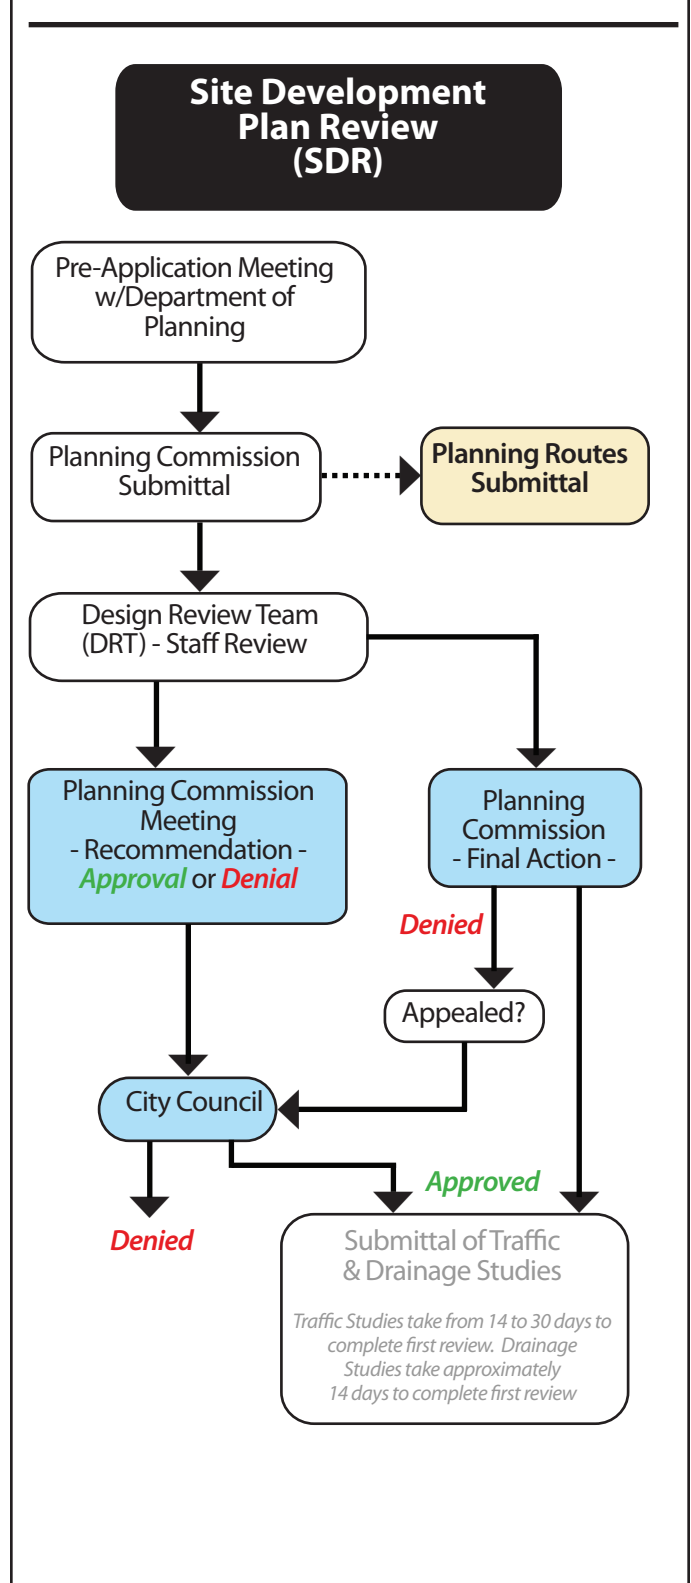 Site Development
Plan Review
(SDR)
Pre-Application Meeting
w/Department of
Planning
Planning Commission
Submittal
Planning Routes
Submittal
Design Review Team
(DRT) - Staff Review
Planning Commission
Meeting
- Recommendation -
Approval or Denial
Planning
Commission
- Final Action -
Denied
Appealed?
City Council
Approved
Denied
Submittal of Traffic
& Drainage Studies
Traffic Studies take from 14 to 30 days to
complete first review.  Drainage
Studies take approximately
14 days to complete first review